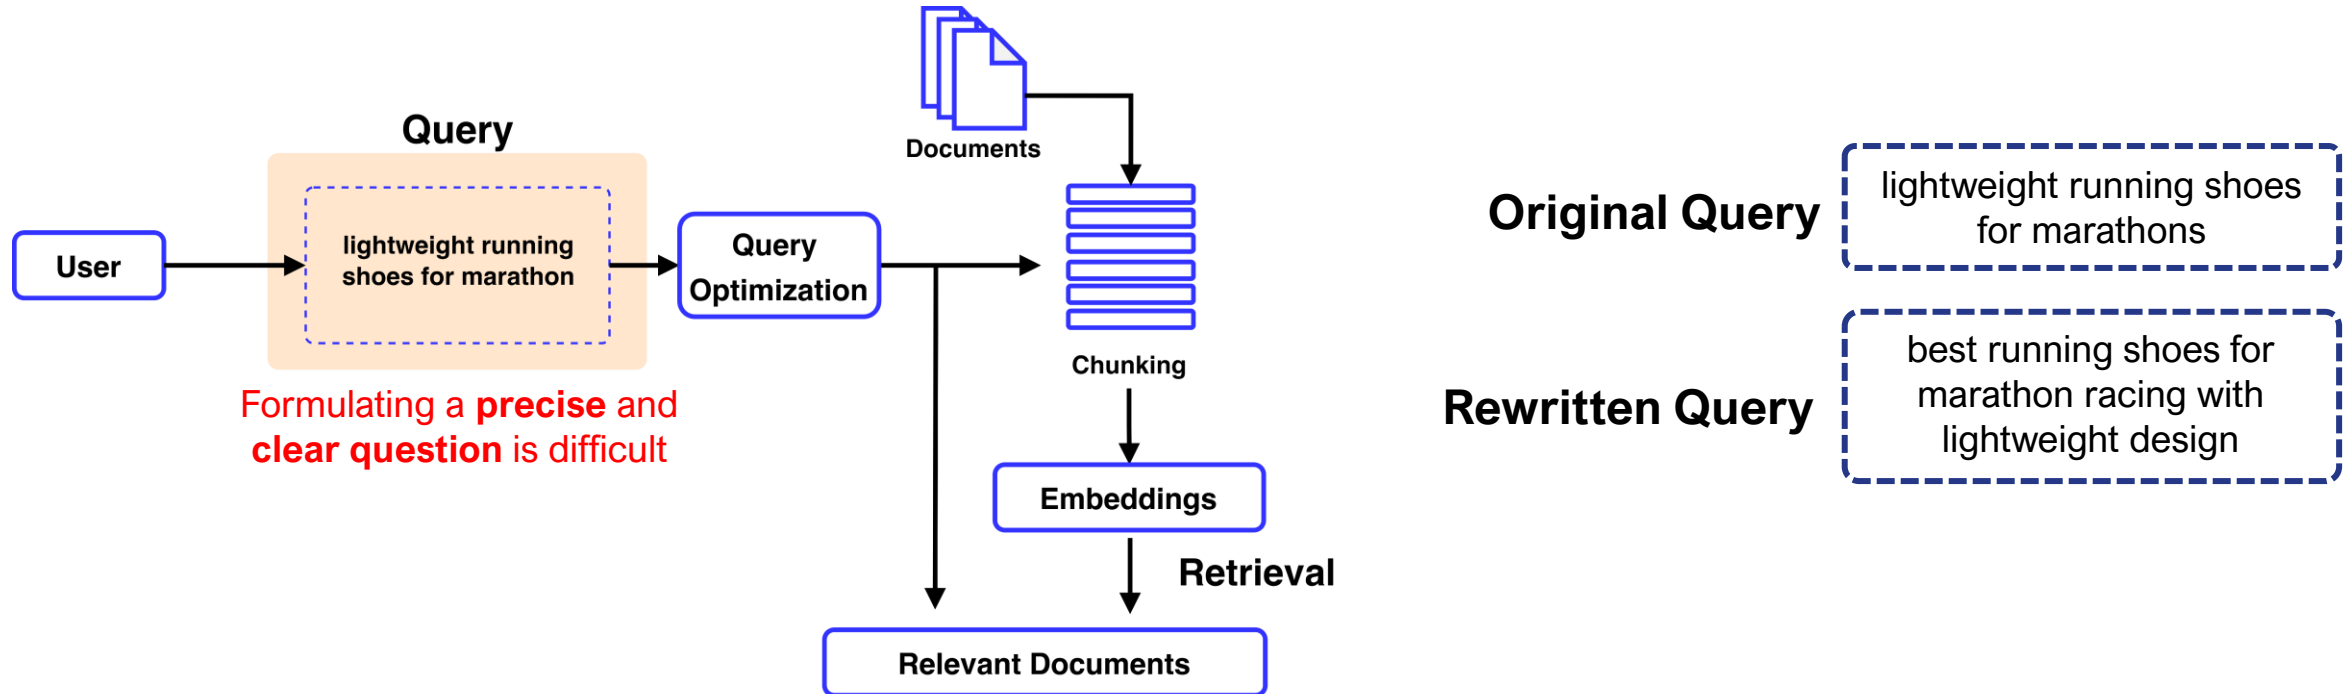 Query
User
lightweight running
shoes for marathon
Formulating a precise and
clear question is difficult
Query
Optimization
Documents
Chunking
Embeddings
Retrieval
Relevant Documents
Original Query
lightweight running shoes
for marathons
Rewritten Query
best running shoes for
marathon racing with
lightweight design